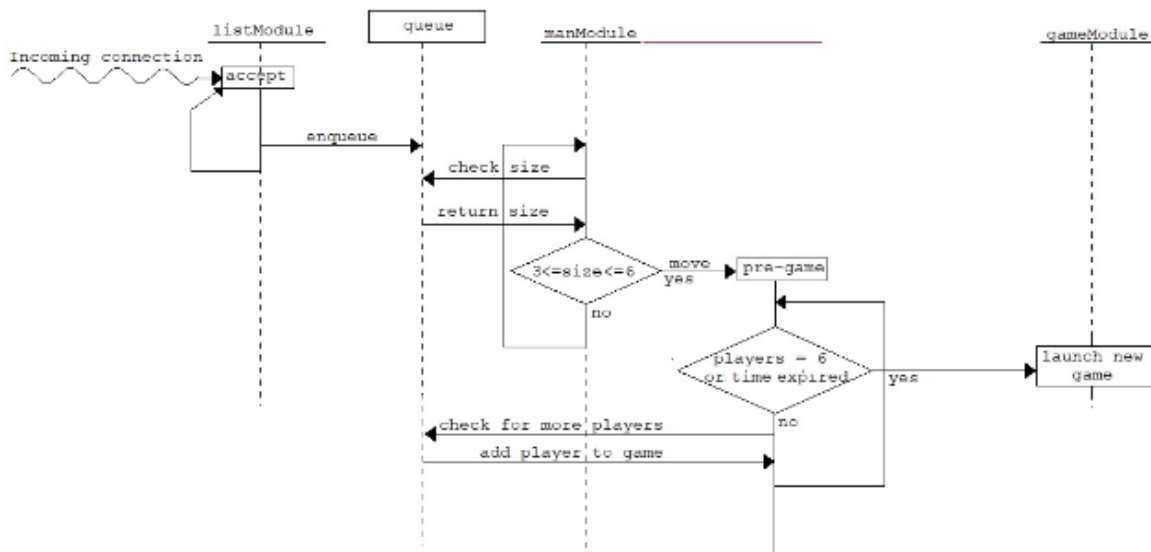 listModule
queue
manModule
gameModule
Incoming connection
accept
enqueue
check size
return size
3<=size<=6
move
yes
pre-game
no
players = 6
or time expired
yes
launch new
game
no
check for more players
add player to game